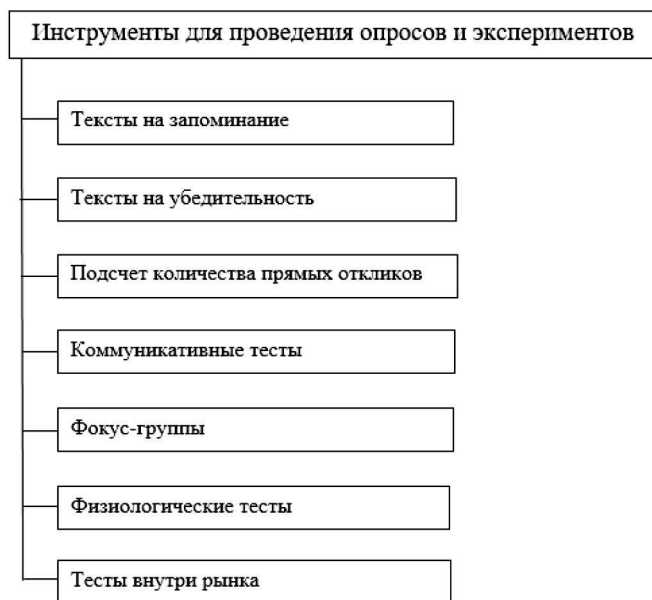 Инструменты для проведения опросов и экспериментов
Тексты на запоминание
Тексты на убедительность
Подсчет количества прямых откликов
Коммуникативные тесты
Фокус-группы
Физиологические тесты
Тесты внутри рынка